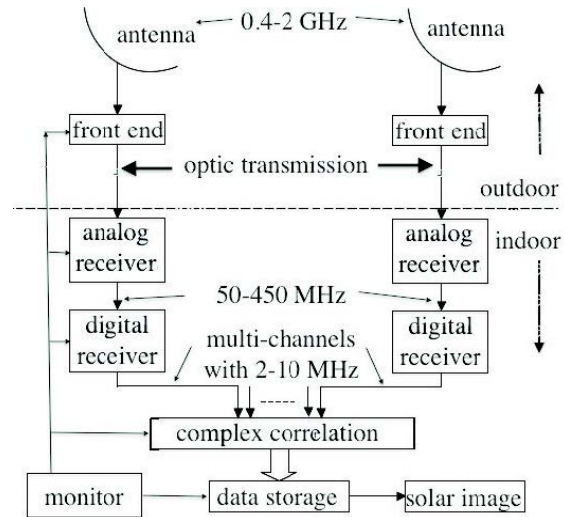 antenna
0.4-2 GHz
antenna
front end
front end
optic transmission
outdoor
analog
receiver
analog
receiver
indoor
50-450 MHz
digital
receiver
multi-channels
with 2-10 MHz
digital
receiver
complex correlation
monitor
data storage
solar image